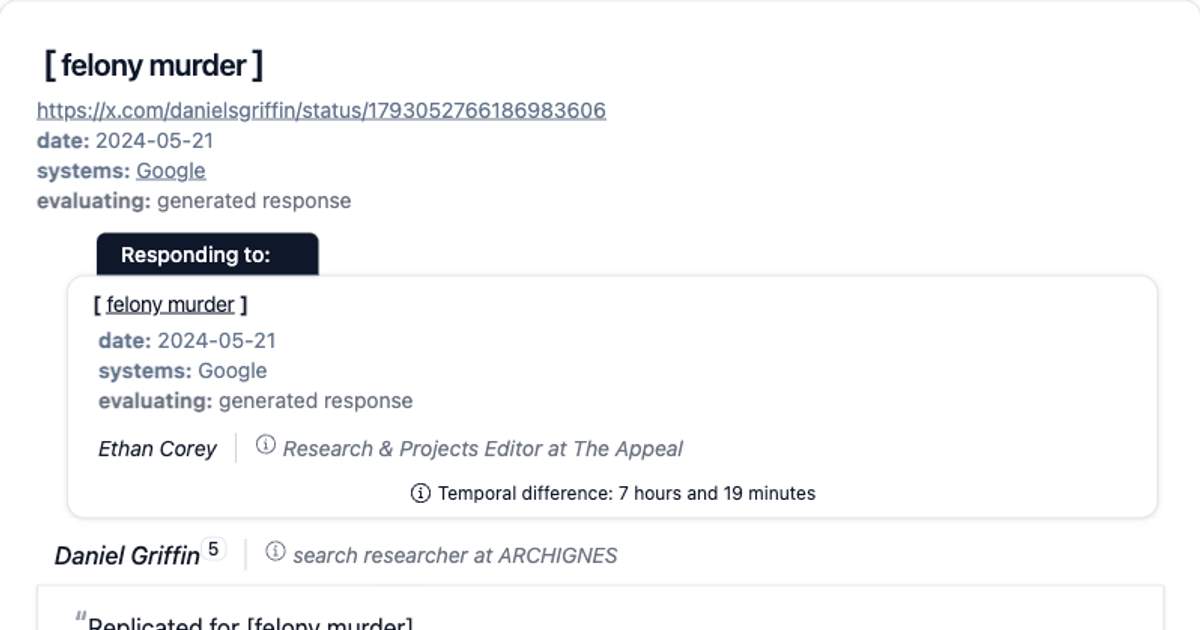 [ felony murder ]
https://x.com/danielsgriffin/status/1793052766186983606
date: 2024-05-21
systems: Google
evaluating: generated response
Responding to:
[ felony murder ]
date: 2024-05-21
systems: Google
evaluating: generated response
Ethan Corey ⓘ Research & Projects Editor at The Appeal
ⓘ Temporal difference: 7 hours and 19 minutes
Daniel Griffin 5 ⓘ search researcher at ARCHIGNES
"Replicated for [felony murder]